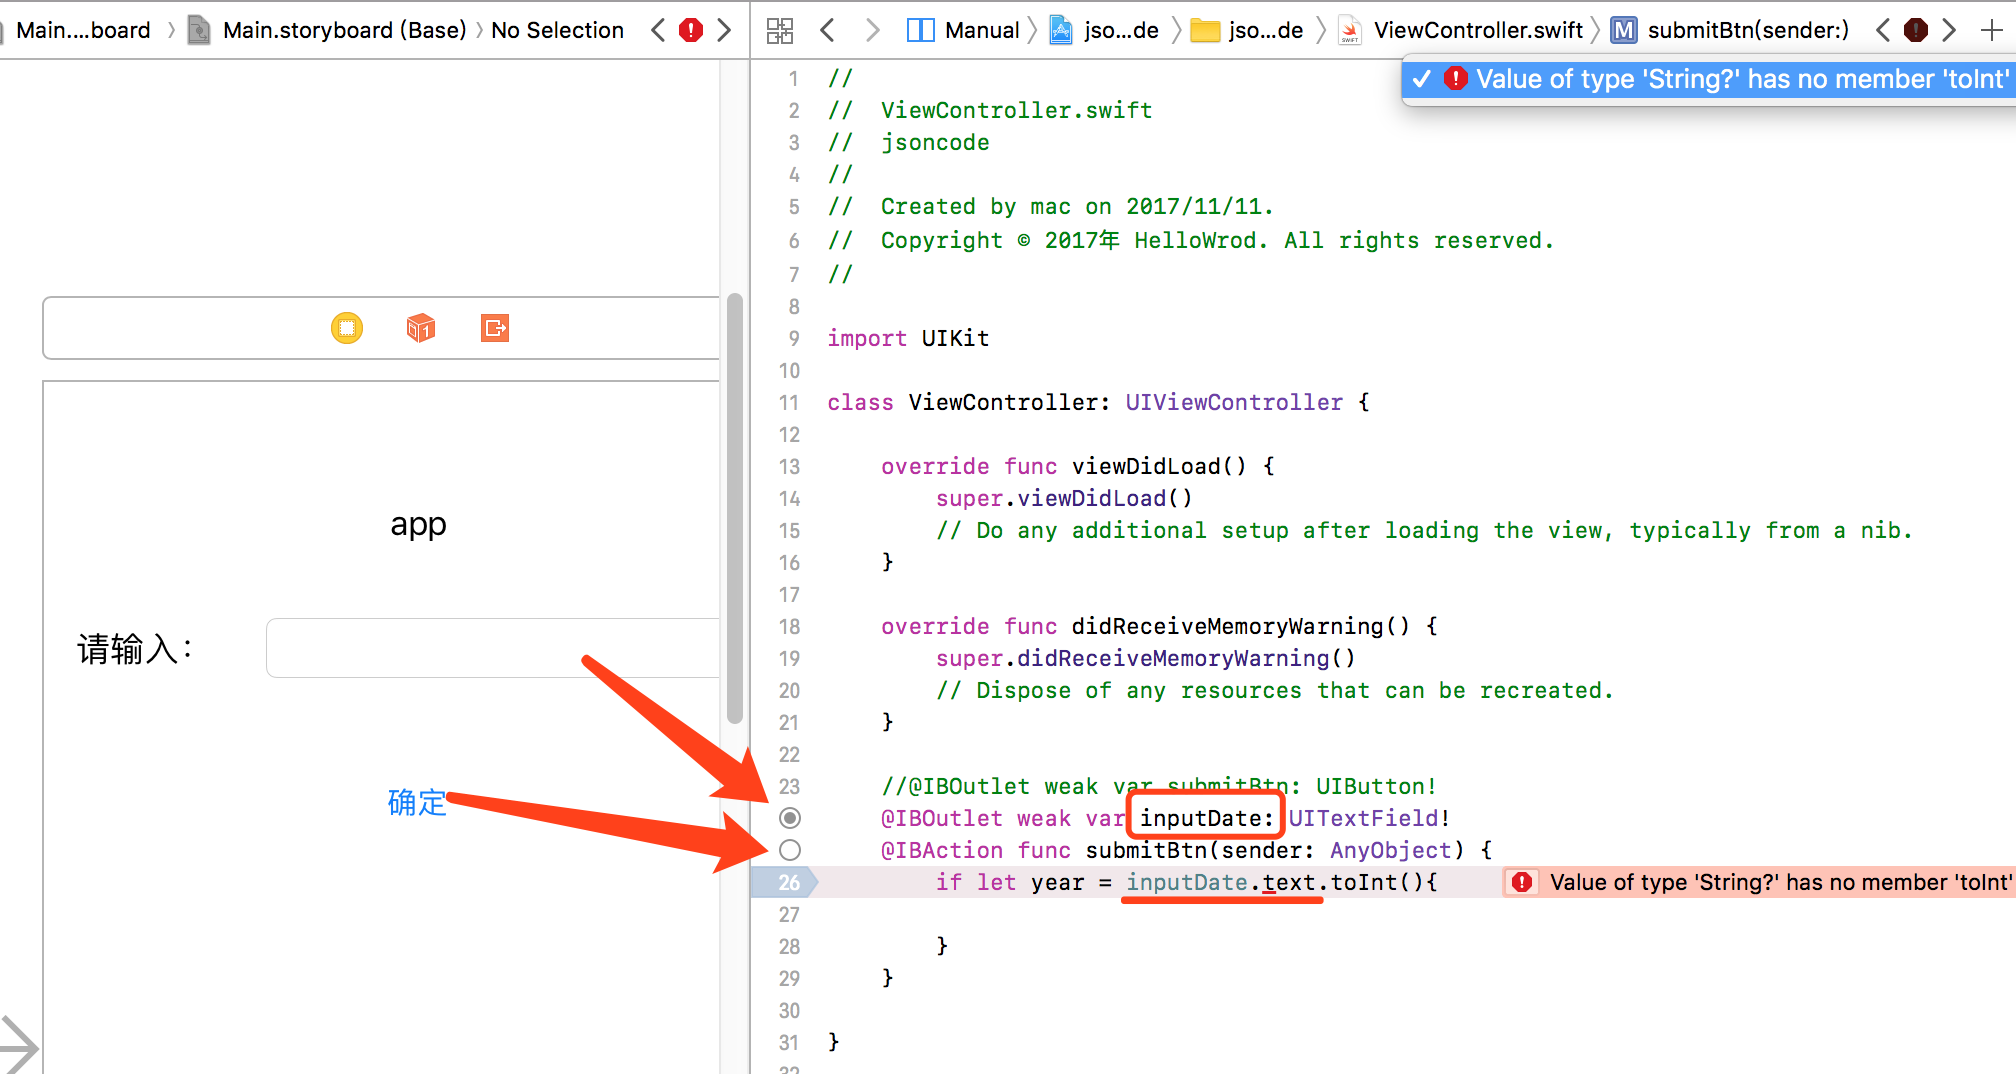 Main....board 〉 Main.storyboard (Base) 〉 No Selection
Manual 〉 jso...de 〉 jso...de 〉 ViewController.swift 〉 M submitBtn(sender:)
Value of type 'String?' has no member 'toInt'
app
请输入:
确定
1 //
2 //  ViewController.swift
3 //  jsoncode
4 //
5 //  Created by mac on 2017/11/11.
6 //  Copyright © 2017年 HelloWrod. All rights reserved.
7 //
8
9 import UIKit
10
11 class ViewController: UIViewController {
12
13     override func viewDidLoad() {
14         super.viewDidLoad()
15         // Do any additional setup after loading the view, typically from a nib.
16     }
17
18     override func didReceiveMemoryWarning() {
19         super.didReceiveMemoryWarning()
20         // Dispose of any resources that can be recreated.
21     }
22
23     //@IBOutlet weak var submitBtn: UIButton!
@IBOutlet weak var inputDate: UITextField!
@IBAction func submitBtn(sender: AnyObject) {
26         if let year = inputDate.text.toInt(){ Value of type 'String?' has no member 'toInt'
27
28         }
29     }
30
31 }
32